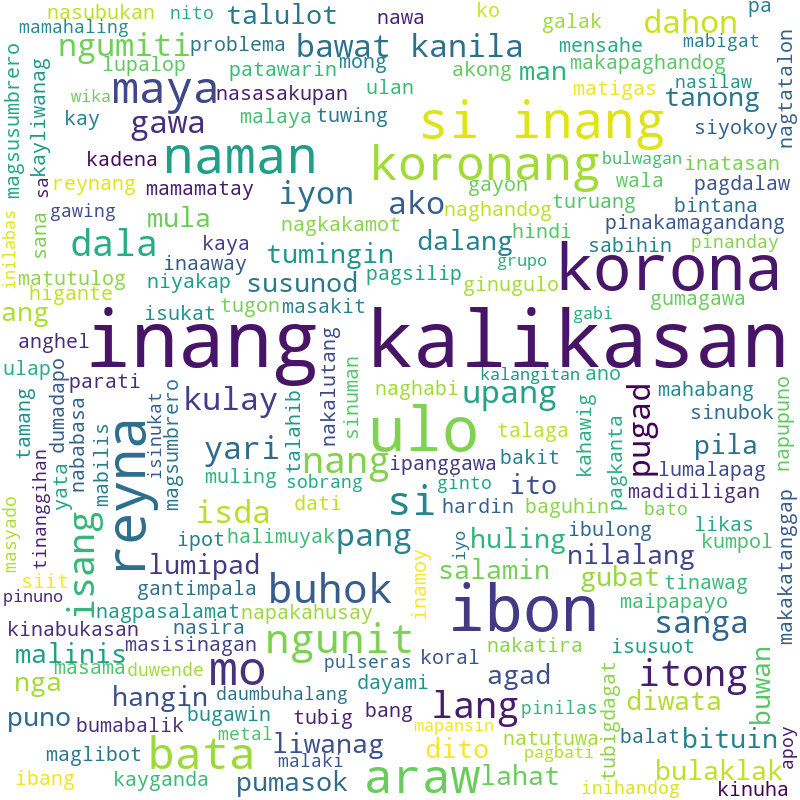 nasubukan nito talulot nawa ko galak dahon pa
mamahaling ngumiti problema bawat kanila mensahe mabigat
lupalop patawarin mong akong man makapaghandog nasilaw nagtatalon
wika maya nasasakupan ulan matigas tanong
magsusumbrero kayliwanag kay gawa malaya tuwing si inang siyokoy
kadena naman koronang bulwagan inatasan
sa reynang mamamatay iyon ako gayon wala pagdalaw
gawing mula nagkakamot naghandog turuang bintana
inilabas sana dala kaya tumingin dalang hindi pinakamagandang
inaaway grupo sabihin pinanday
matutulog niyakap susunod pagsilip ginugulo korona
higante isukat tugon masakit gabi gumagawa
ang anghel inang kalikasan
ulap parati nakalutang sinuman kalangitan ano
tamang dumadapo kulay talahib naghabi upang mahabang napupuno
nababasa mabilis isinukat magsumbrero ulo talaga kahawig pagkanta pugad sinubok
reyna yari nang ipanggawa bakit pila
yata muling sobrang ginto ito lumalapag
tinanggihan dati si hardin baguhin madidiligan bato
masyado isang isda pang iyo huling ibulong likas makakatanggap
ipot halimuyak kumpol
siit lumipad salamin nilalang
pinuno gantimpala buhok inamoy gubat tinawag
nagpasalamat napakahusay ibon maipapayo
kinabukasan nasira sanga
masisinagan ngunit nakatira isusuot
malinis masama duwende pulseras koral
nga mo agad itong buwan
hangin daumbuhalang dayami tubigdagat
puno bugawin tubig bang lang pinilas diwata
bumabalik metal mapansin natutuwa balat bituin apoy
maglibot malaki liwanag dito pagbati
ibang kayganda bata lahat bulaklak
pumasok araw inihandog kinuha